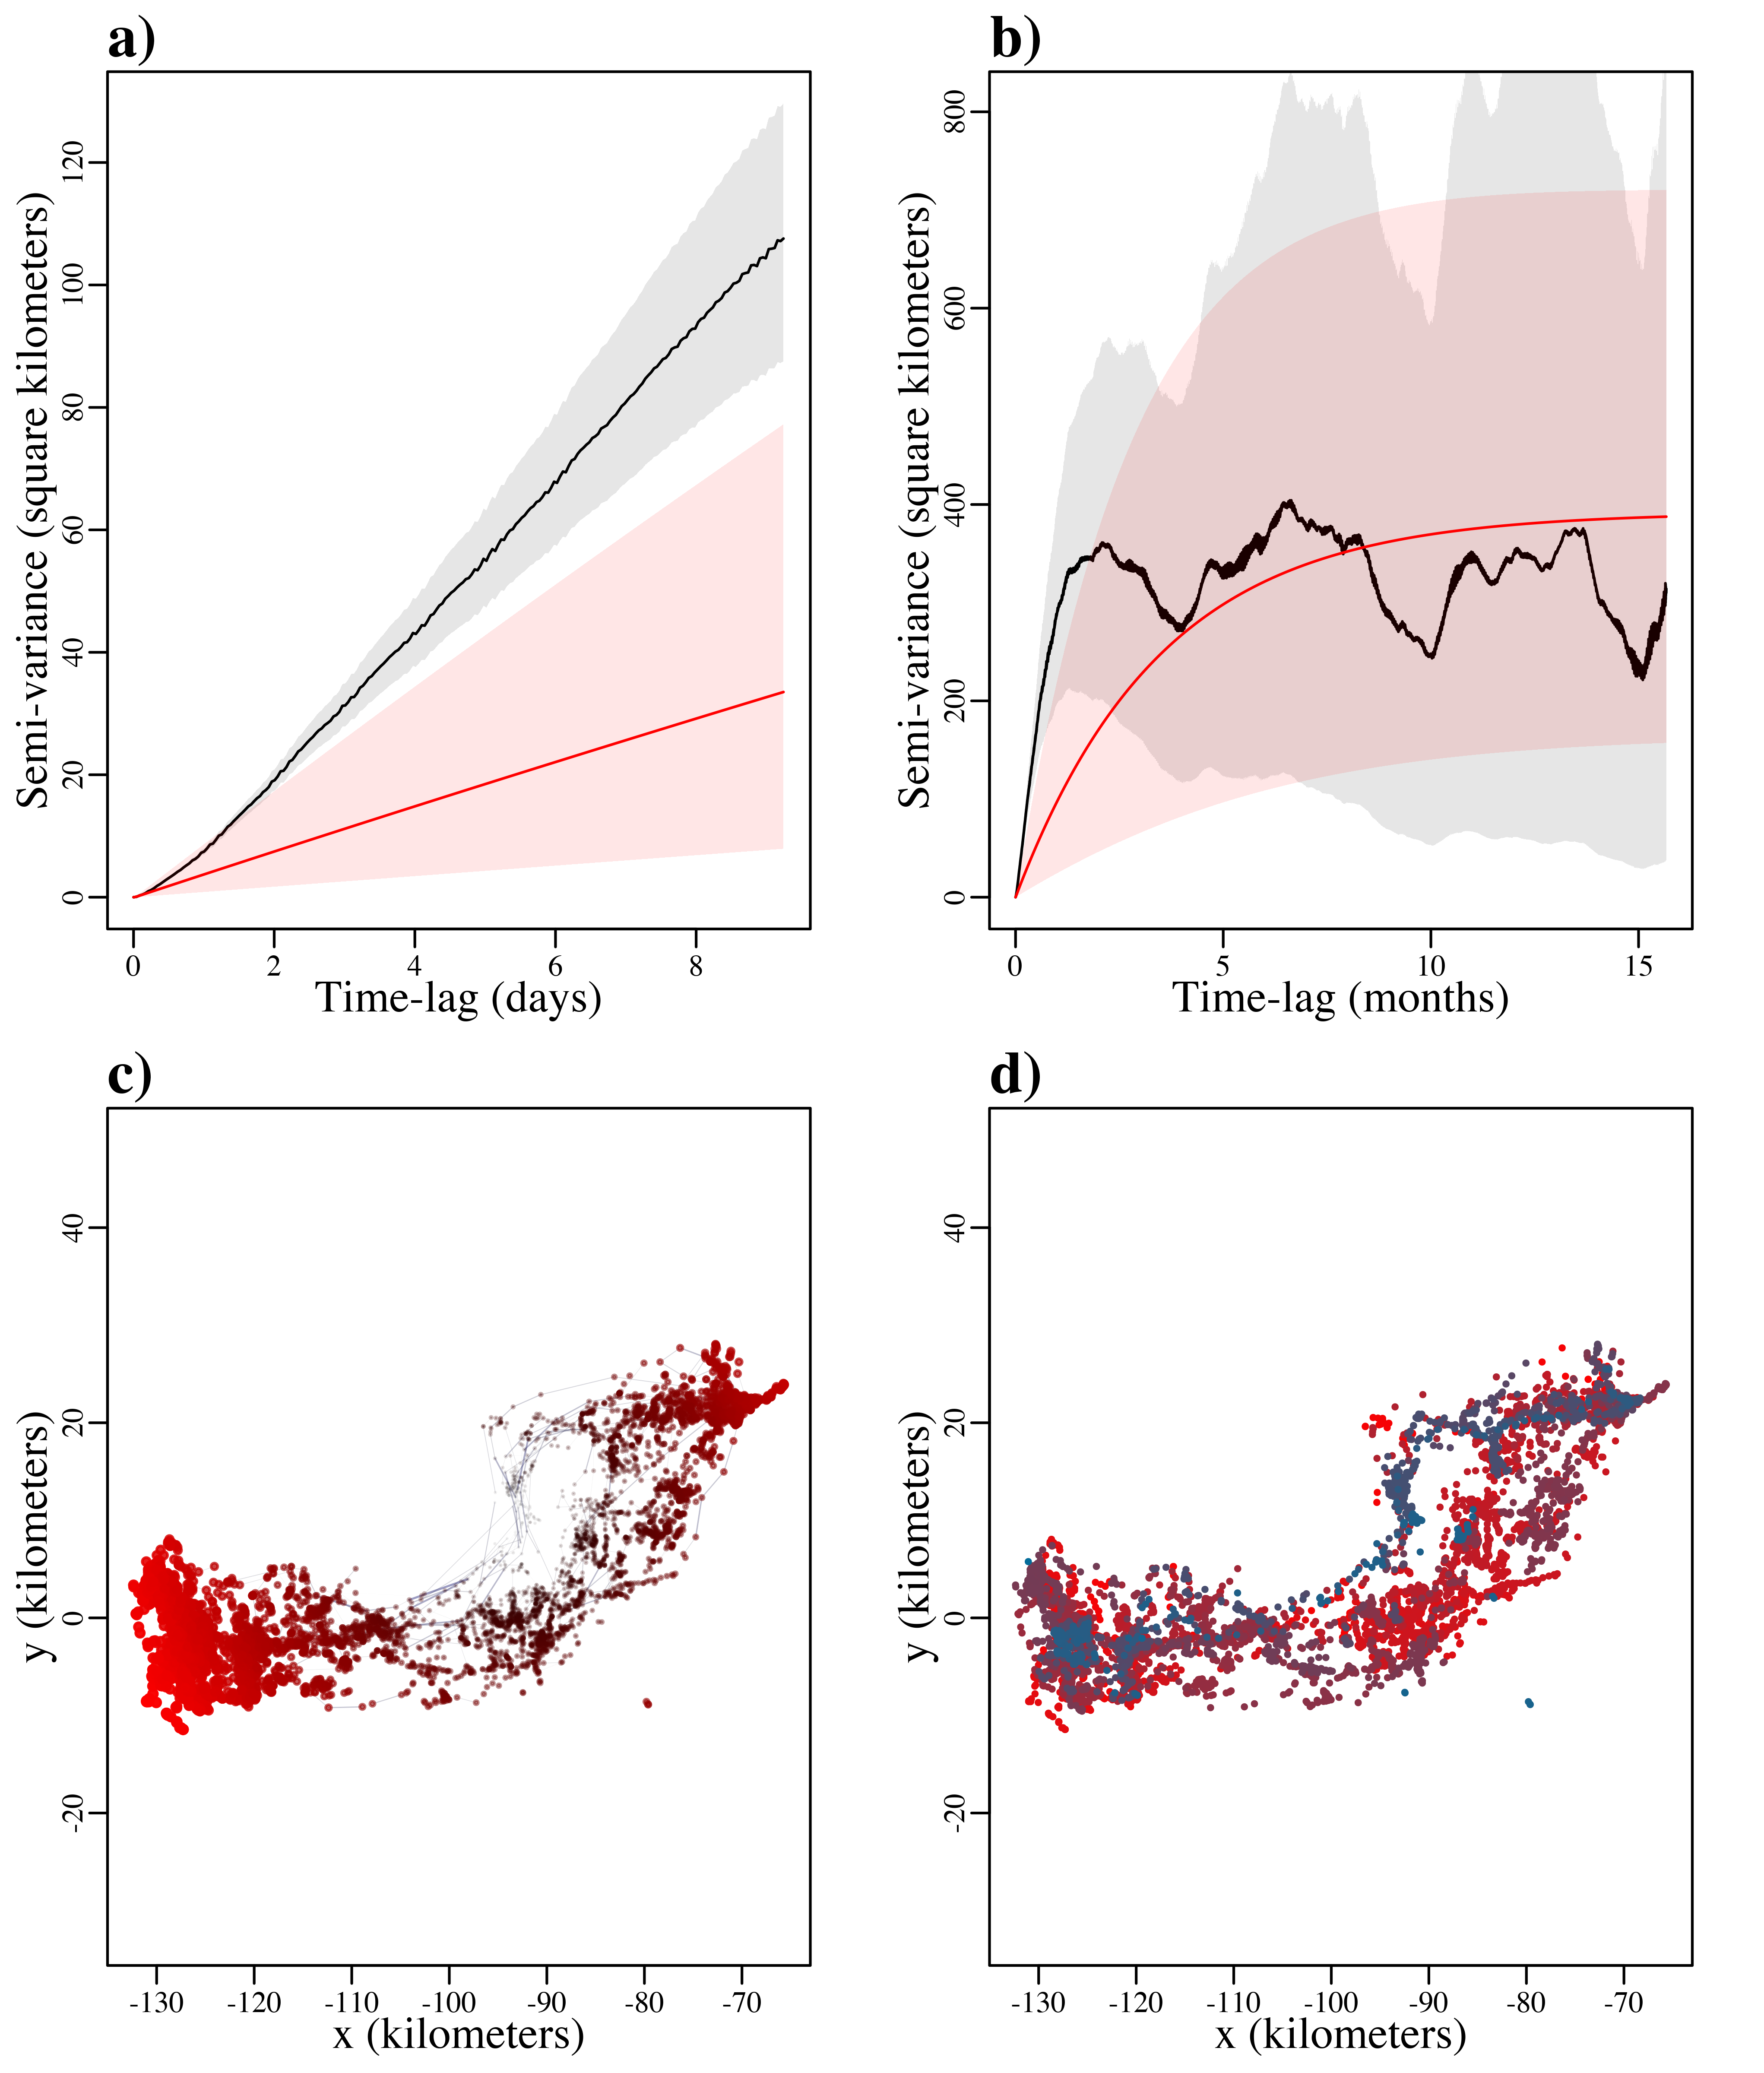 a)
Semi-variance (square kilometers)
0 20 40 60 80 100 120
0 2 4 6 8
Time-lag (days)
b)
Semi-variance (square kilometers)
0 200 400 600 800
0 5 10 15
Time-lag (months)
c)
y (kilometers)
-20 0 20 40
-130 -120 -110 -100 -90 -80 -70
x (kilometers)
d)
y (kilometers)
-20 0 20 40
-130 -120 -110 -100 -90 -80 -70
x (kilometers)